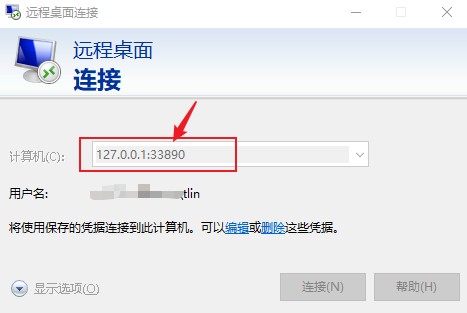 远程桌面连接
远程桌面
连接
计算机(C):
127.0.0.1:33890
用户名:
tlin
将使用保存的凭据连接到此计算机。可以编辑或删除这些凭据。
显示选项(O)
连接(N)
帮助(H)